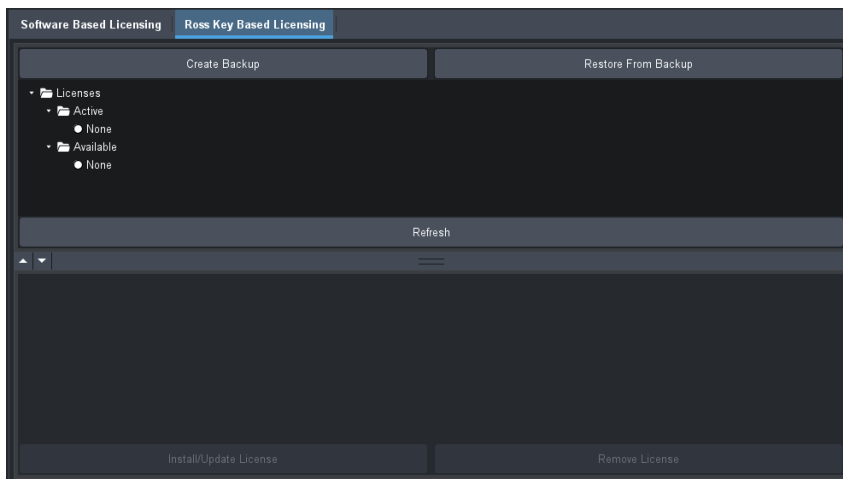 Software Based Licensing Ross Key Based Licensing
Create Backup Restore From Backup
Licenses
Active
None
Available
None
Refresh
Install/Update License Remove License